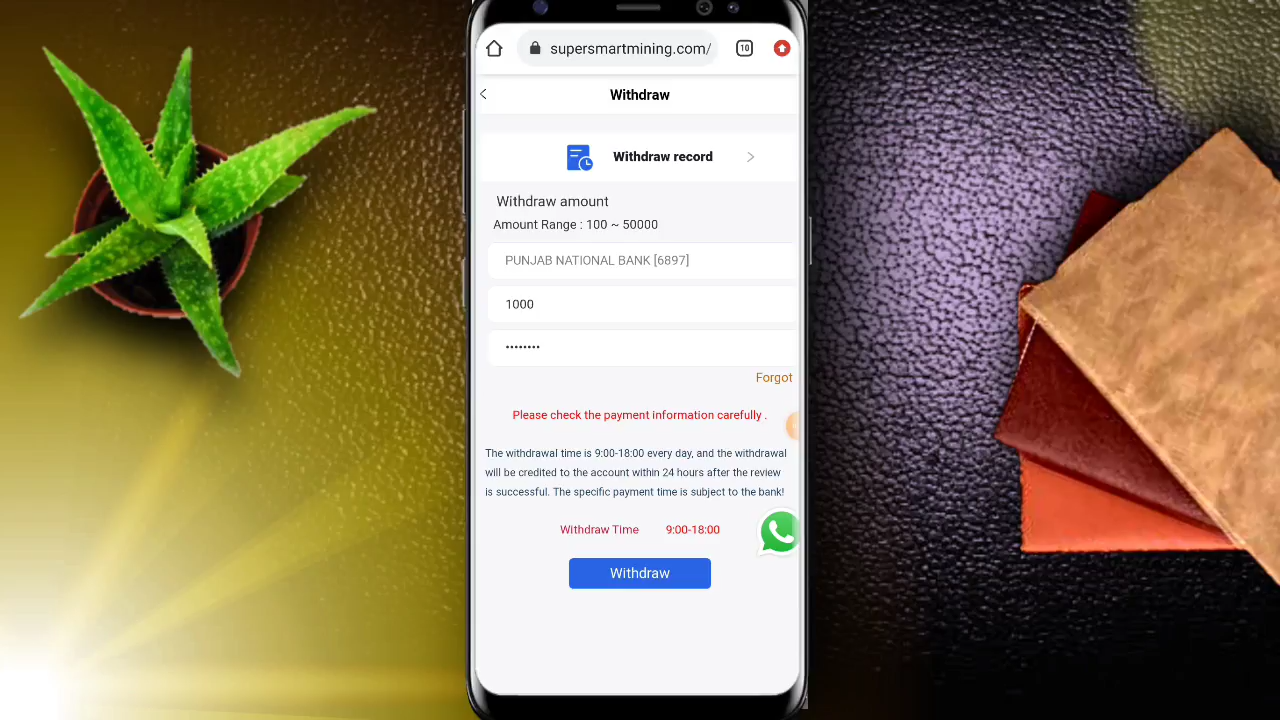 supersmartmining.com/
10
Withdraw
Withdraw record
Withdraw amount
Amount Range : 100 ~ 50000
PUNJAB NATIONAL BANK [6897]
1000
••••••••
Forgot
Please check the payment information carefully .
The withdrawal time is 9:00-18:00 every day, and the withdrawal
will be credited to the account within 24 hours after the review
is successful. The specific payment time is subject to the bank!
Withdraw Time 9:00-18:00
Withdraw